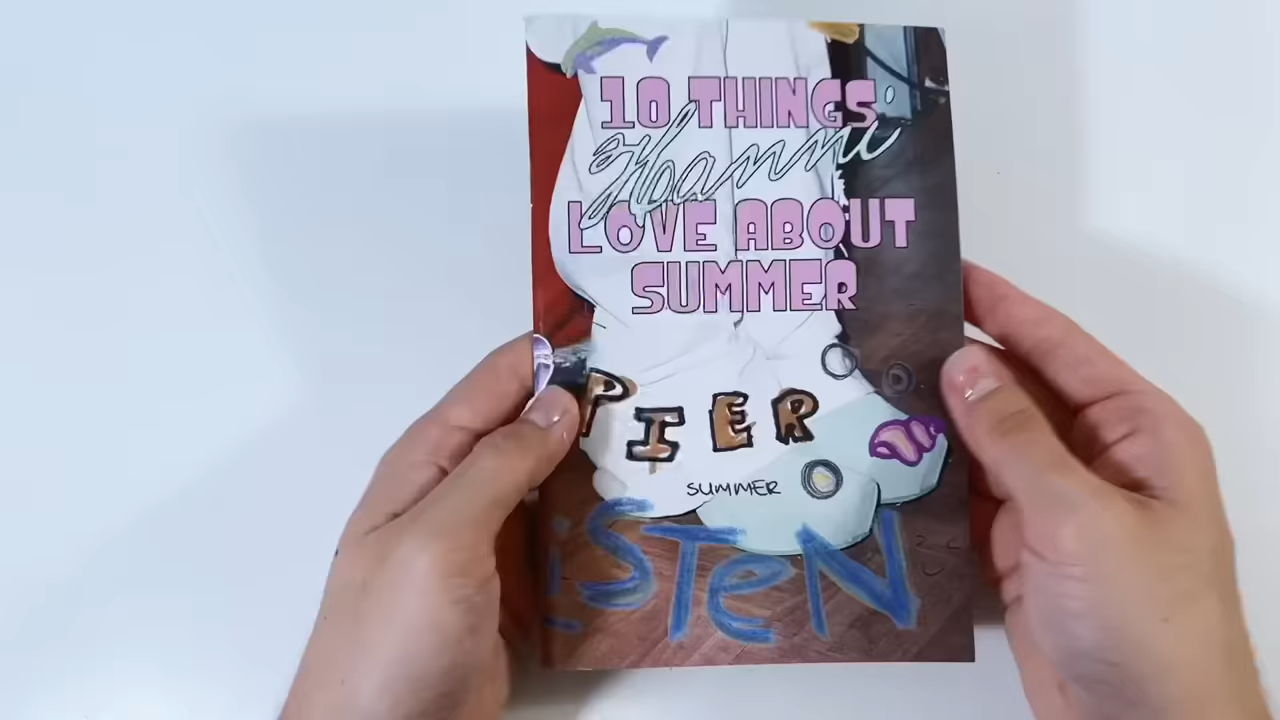 10 THINGS
Hanni
LOVE ABOUT
SUMMER
PIER
SUMMER
iSTeN